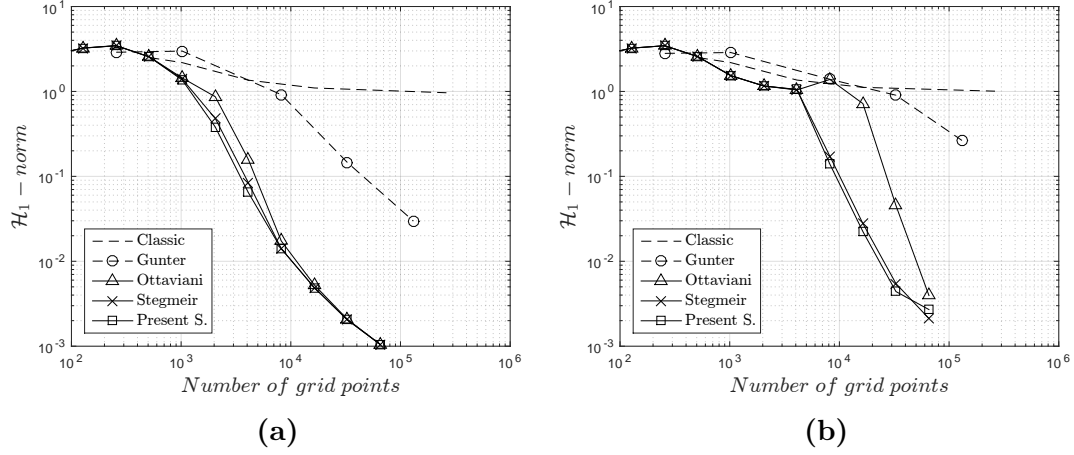 10^1
10^0
10^-1
10^-2
10^-3
ℋ₁ − norm
Classic
Gunter
Ottaviani
Stegmeir
Present S.
10^2 10^3 10^4 10^5 10^6
Number of grid points
(a)
10^1
10^0
10^-1
10^-2
10^-3
ℋ₁ − norm
Classic
Gunter
Ottaviani
Stegmeir
Present S.
10^2 10^3 10^4 10^5 10^6
Number of grid points
(b)